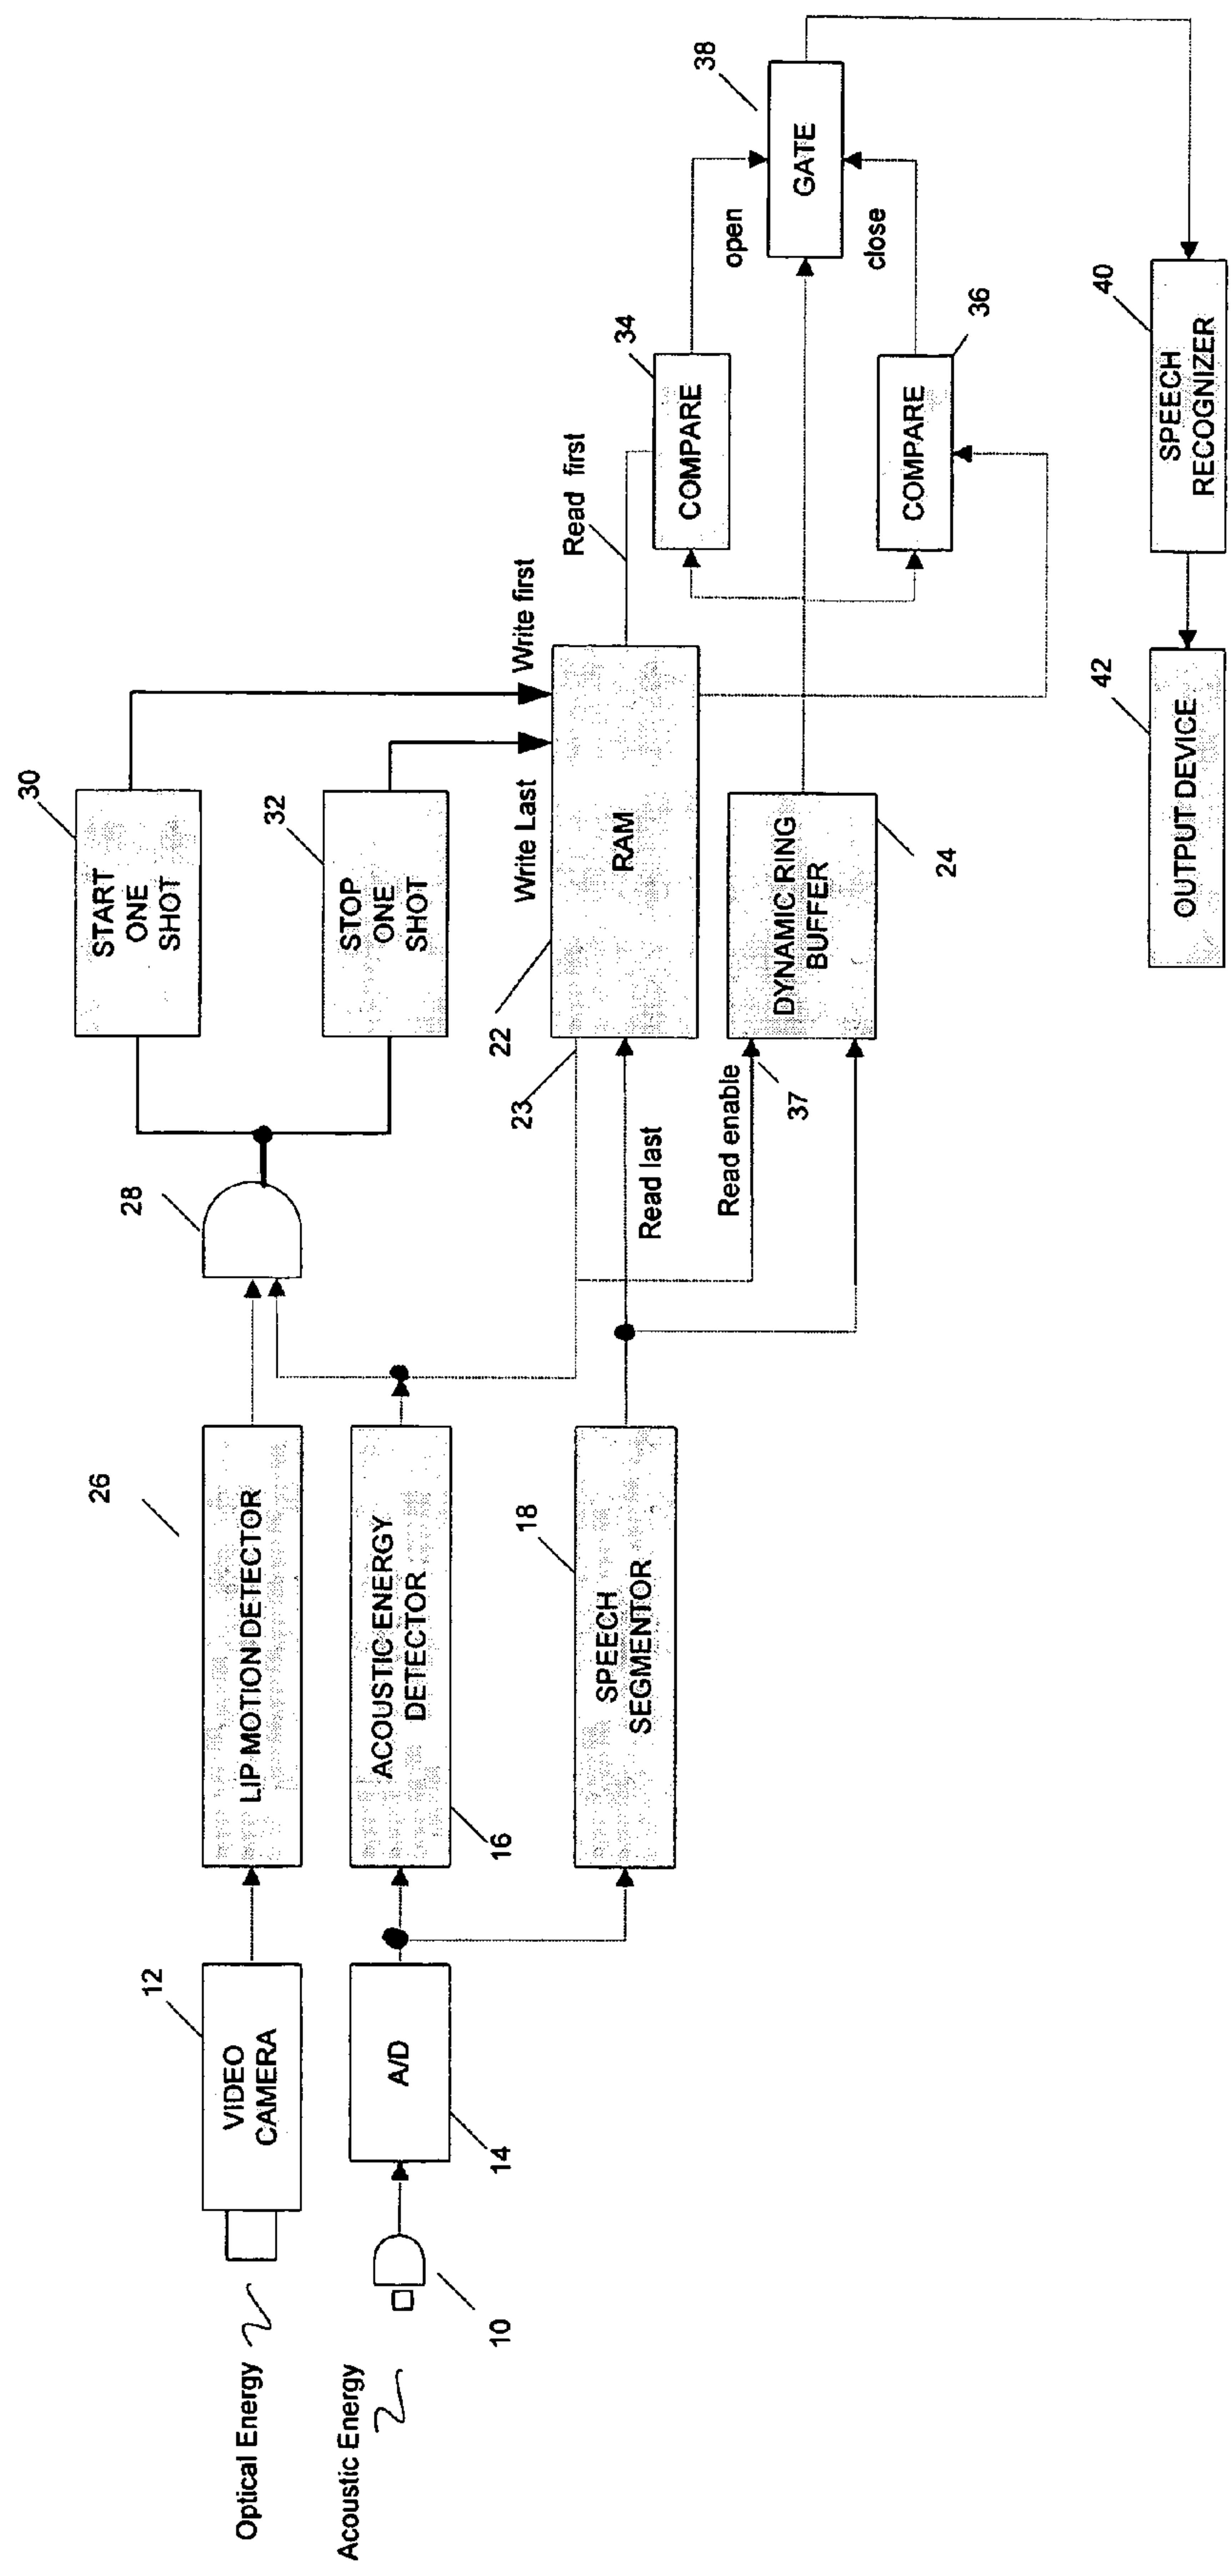 Optical Energy
Acoustic Energy
10
12
VIDEO
CAMERA
14
A/D
26
LIP MOTION DETECTOR
16
ACOUSTIC ENERGY
DETECTOR
18
SPEECH
SEGMENTOR
28
30
START
ONE
SHOT
32
STOP
ONE
SHOT
Write first
Write Last
22
23
RAM
Read last
Read enable
37
DYNAMIC RING
BUFFER
24
Read first
34
COMPARE
36
COMPARE
open
close
38
GATE
40
SPEECH
RECOGNIZER
42
OUTPUT DEVICE